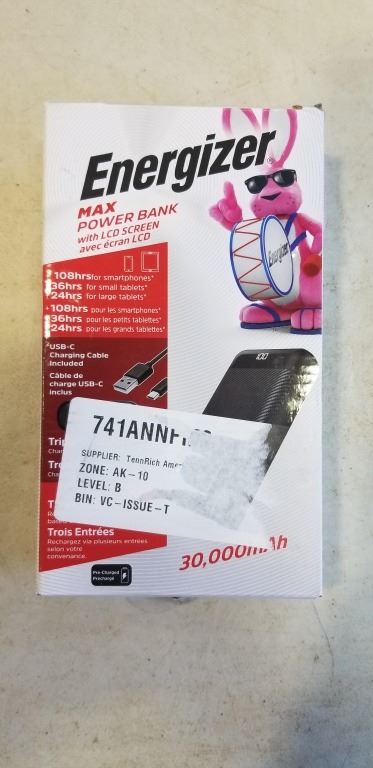 Energizer
MAX
POWER BANK
with LCD SCREEN
avec écran LCD
Energizer
108hrs for smartphones*
36hrs for small tablets*
24hrs for large tablets*
108hrs pour les smartphones*
36hrs pour les petits tablettes*
24hrs pour les grands tablettes*
USB-C
Charging Cable
Included
Câble de
charge USB-C
inclus
100
SUPPLIER: TennRich
ZONE: AK-10
LEVEL: B
BIN: VC-ISSUE-T
Trois Entrées
Rechargez via plusieurs entrées
selon votre
convenance.
30,000mAh
Pre-Charged
Préchargé